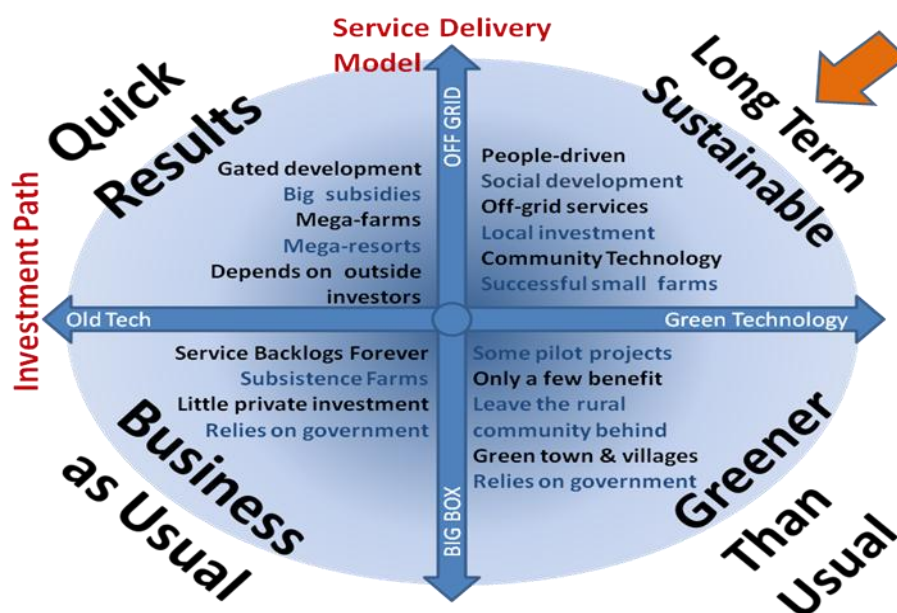 Service Delivery
Model
Quick
Results
Long Term
Sustainable
Investment Path
OFF GRID
Gated development
Big subsidies
Mega-farms
Mega-resorts
Depends on outside
investors
People-driven
Social development
Off-grid services
Local investment
Community Technology
Successful small farms
Old Tech
Green Technology
Service Backlogs Forever
Subsistence Farms
Little private investment
Relies on government
Some pilot projects
Only a few benefit
Leave the rural
community behind
Green town & villages
Relies on government
BIG BOX
Business
as Usual
Greener
Than
Usual